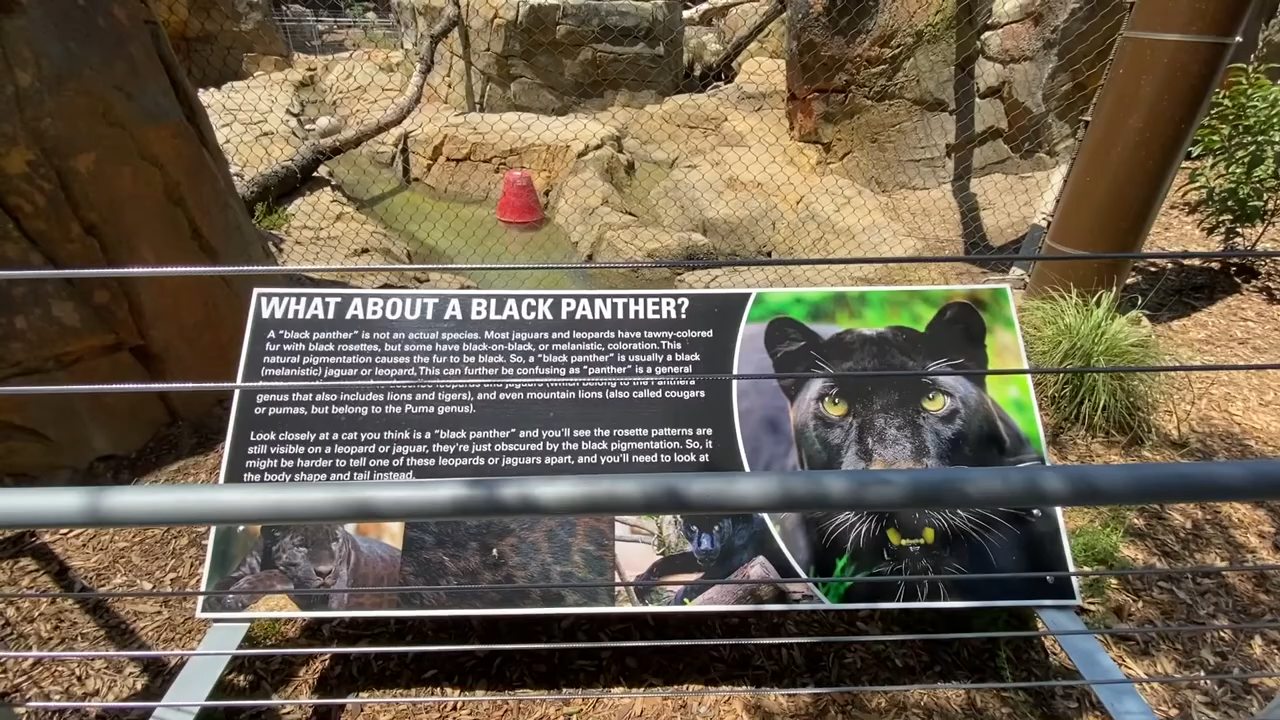 WHAT ABOUT A BLACK PANTHER?
A “black panther” is not an actual species. Most jaguars and leopards have tawny-colored
fur with black rosettes, but some have black-on-black, or melanistic, coloration. This
natural pigmentation causes the fur to be black. So, a “black panther” is usually a black
(melanistic) jaguar or leopard. This can further be confusing as “panther” is a general
leopards and jaguars (which belong to the Panthera
genus that also includes lions and tigers), and even mountain lions (also called cougars
or pumas, but belong to the Puma genus).
Look closely at a cat you think is a “black panther” and you'll see the rosette patterns are
still visible on a leopard or jaguar, they're just obscured by the black pigmentation. So, it
might be harder to tell one of these leopards or jaguars apart, and you'll need to look at
the body shape and tail instead.